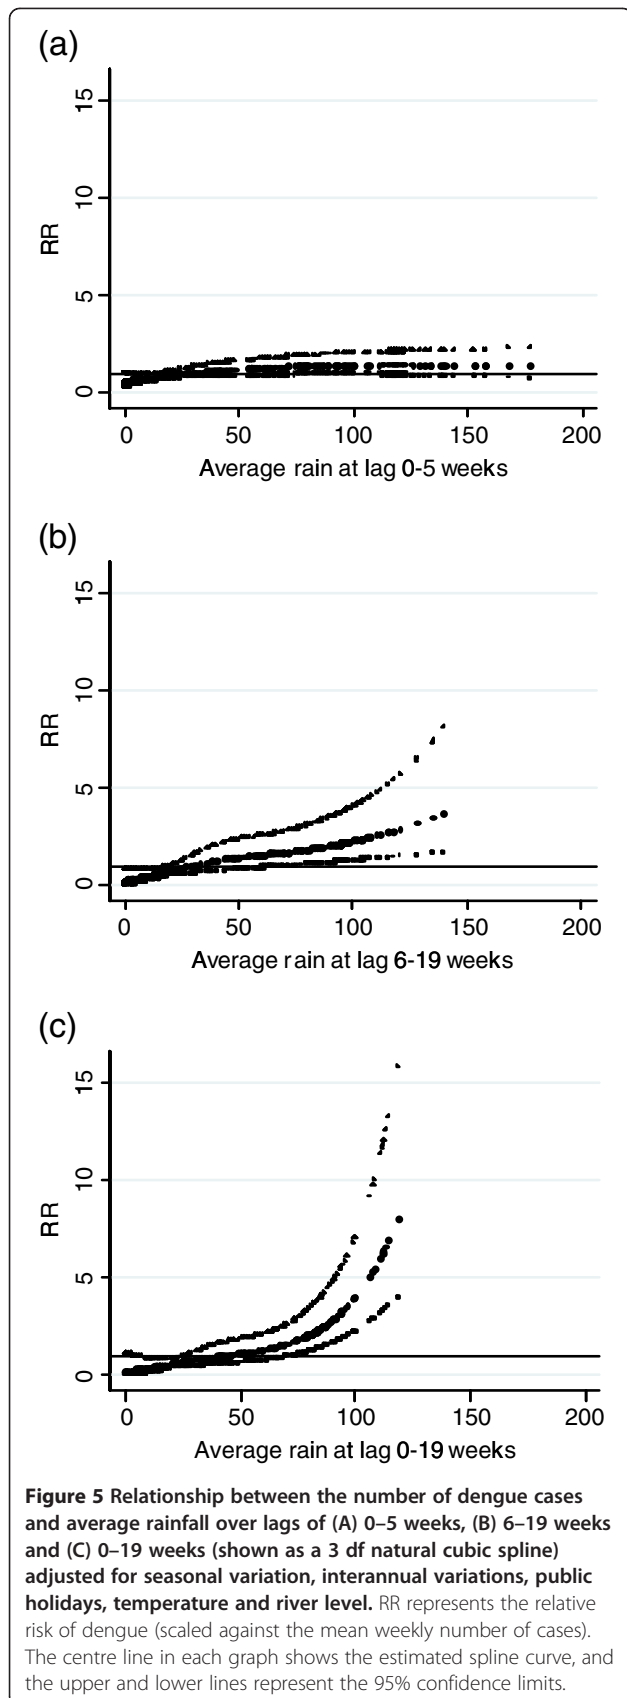 (a)
15
10
5
0
RR
0 50 100 150 200
Average rain at lag 0-5 weeks
(b)
15
10
5
0
RR
0 50 100 150 200
Average rain at lag 6-19 weeks
(c)
15
10
5
0
RR
0 50 100 150 200
Average rain at lag 0-19 weeks
Figure 5 Relationship between the number of dengue cases
and average rainfall over lags of (A) 0–5 weeks, (B) 6–19 weeks
and (C) 0–19 weeks (shown as a 3 df natural cubic spline)
adjusted for seasonal variation, interannual variations, public
holidays, temperature and river level. RR represents the relative
risk of dengue (scaled against the mean weekly number of cases).
The centre line in each graph shows the estimated spline curve, and
the upper and lower lines represent the 95% confidence limits.